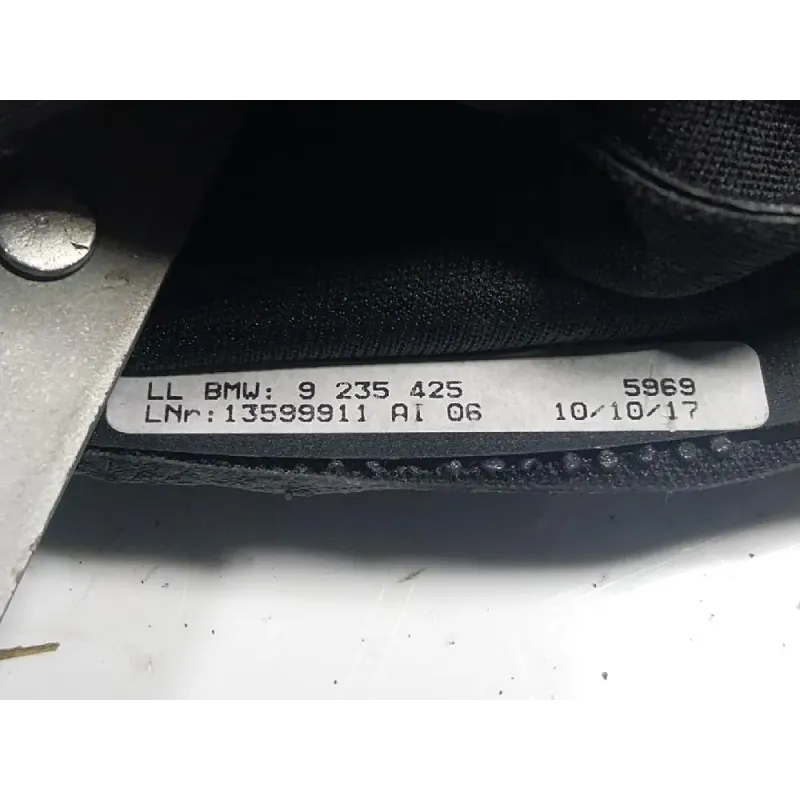 LL BMW: 9 235 425 5969
LNr:13599911 AI 06 10/10/17